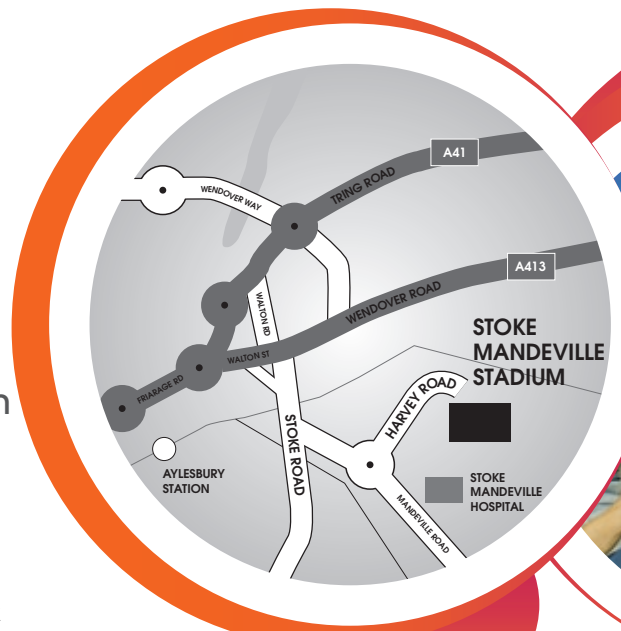 A41
TRING ROAD
WENDOVER WAY
A413
WENDOVER ROAD
WALTON RD
WALTON ST
FRIARAGE RD
STOKE
MANDEVILLE
STADIUM
HARVEY ROAD
STOKE ROAD
AYLESBURY
STATION
STOKE
MANDEVILLE
HOSPITAL
MANDEVILLE ROAD